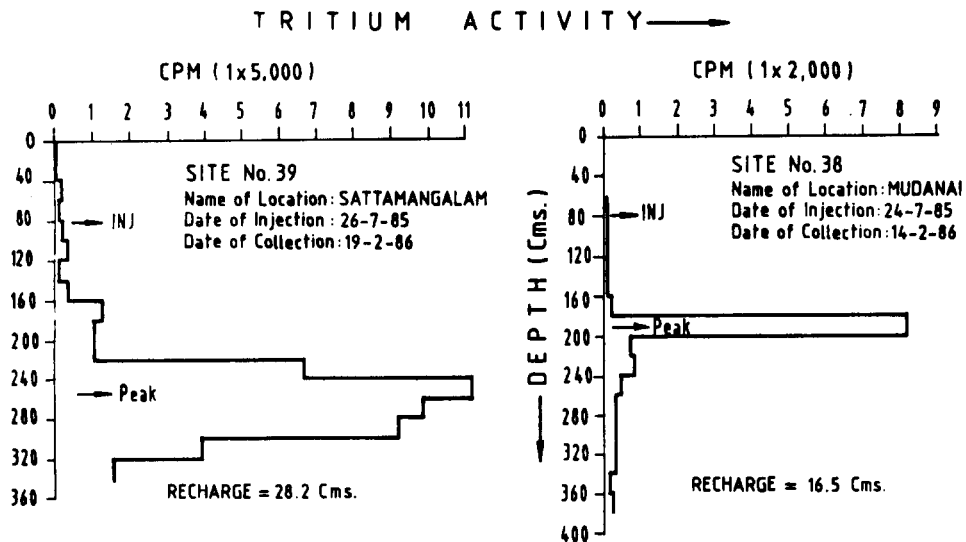 TRITIUM ACTIVITY
CPM (1x5,000)
0 1 2 3 4 5 6 7 8 9 10 11
0
40
80
120
160
200
240
280
320
360
SITE No. 39
Name of Location: SATTAMANGALAM
Date of Injection: 26-7-85
Date of Collection: 19-2-86
INJ
Peak
RECHARGE = 28.2 Cms.
CPM (1x2,000)
0 1 2 3 4 5 6 7 8 9
DEPTH (Cms.)
0
40
80
120
160
200
240
280
320
360
400
SITE No. 38
Name of Location: MUDANAI
Date of Injection: 24-7-85
Date of Collection: 14-2-86
INJ
Peak
RECHARGE = 16.5 Cms.